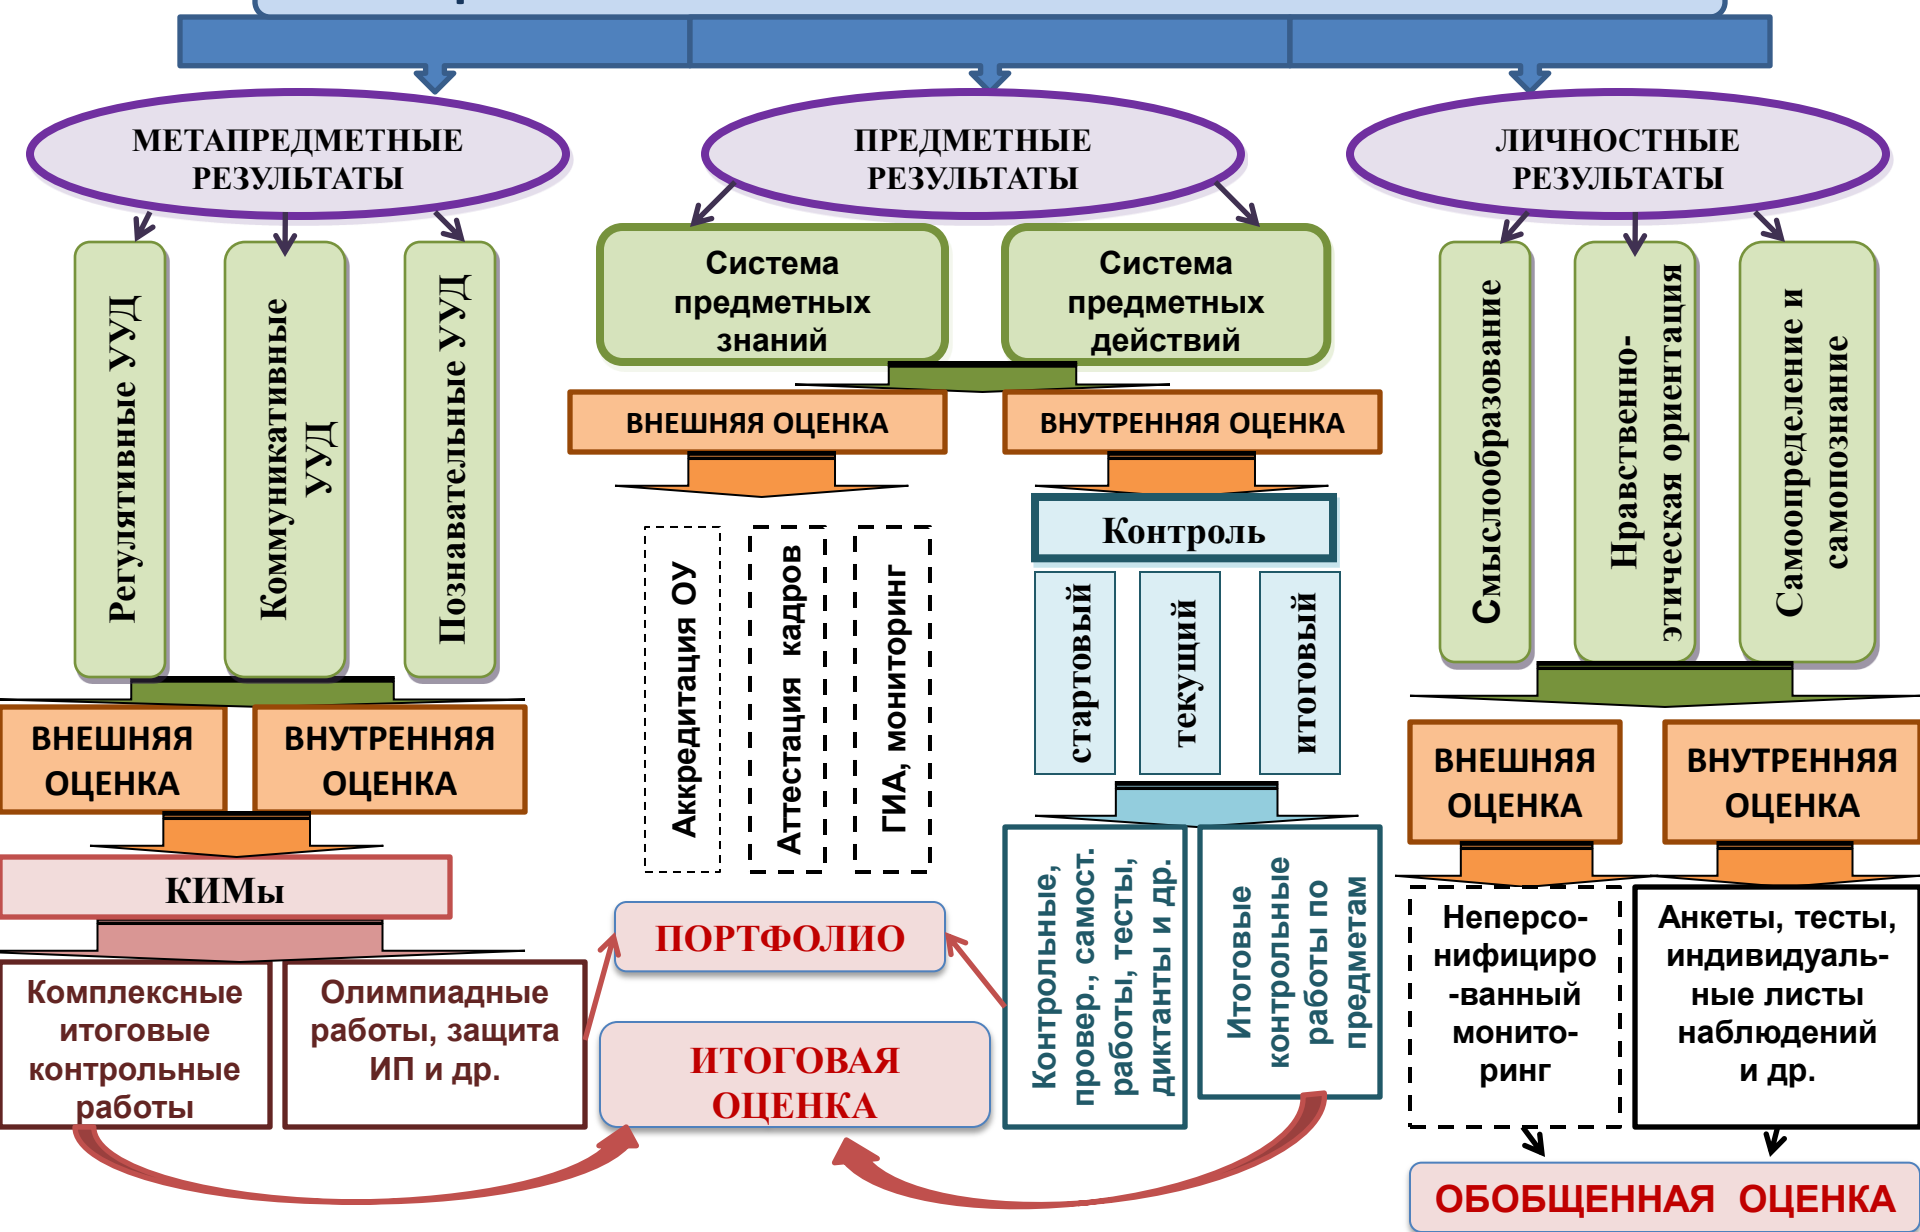 МЕТАПРЕДМЕТНЫЕ
РЕЗУЛЬТАТЫ
ПРЕДМЕТНЫЕ
РЕЗУЛЬТАТЫ
ЛИЧНОСТНЫЕ
РЕЗУЛЬТАТЫ
Регулятивные УУД
Коммуникативные
УУД
Познавательные УУД
Система
предметных
знаний
Система
предметных
действий
Смыслообразование
Нравственно-
этическая ориентация
Самоопределение и
самопознание
ВНЕШНЯЯ ОЦЕНКА
ВНУТРЕННЯЯ ОЦЕНКА
Контроль
Аккредитация ОУ
Аттестация кадров
ГИА, мониторинг
стартовый
текущий
итоговый
ВНЕШНЯЯ
ОЦЕНКА
ВНУТРЕННЯЯ
ОЦЕНКА
ВНЕШНЯЯ
ОЦЕНКА
ВНУТРЕННЯЯ
ОЦЕНКА
КИМы
Комплексные
итоговые
контрольные
работы
Олимпиадные
работы, защита
ИП и др.
ПОРТФОЛИО
ИТОГОВАЯ
ОЦЕНКА
Контрольные,
провер., самост.
работы, тесты,
диктанты и др.
Итоговые
контрольные
работы по
предметам
Неперсо-
нифициро
-ванный
монито-
ринг
Анкеты, тесты,
индивидуаль-
ные листы
наблюдений
и др.
ОБОБЩЕННАЯ ОЦЕНКА